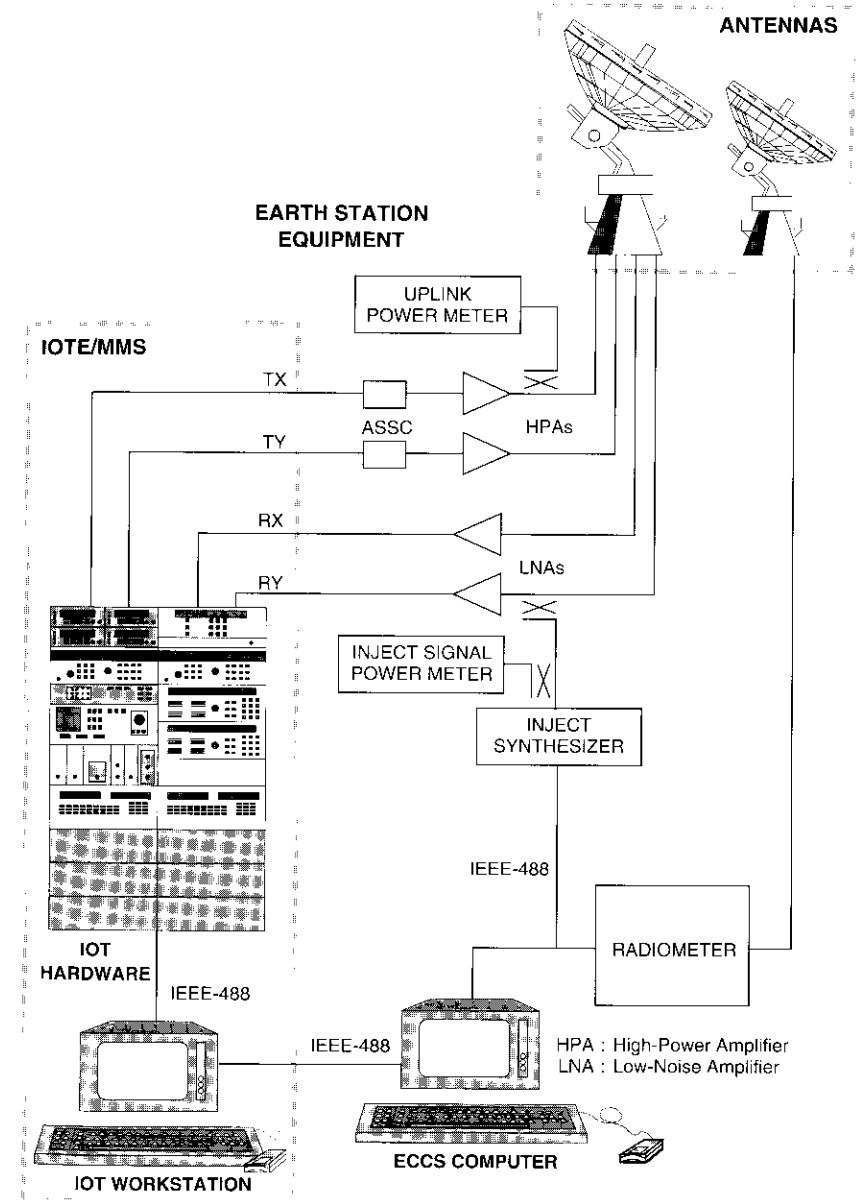 ANTENNAS
EARTH STATION
EQUIPMENT
UPLINK
POWER METER
IOTE/MMS
TX
ASSC
HPAs
TY
RX
LNAs
RY
INJECT SIGNAL
POWER METER
INJECT
SYNTHESIZER
IEEE-488
RADIOMETER
IOT
HARDWARE
IEEE-488
IEEE-488
HPA : High-Power Amplifier
LNA : Low-Noise Amplifier
ECCS COMPUTER
IOT WORKSTATION